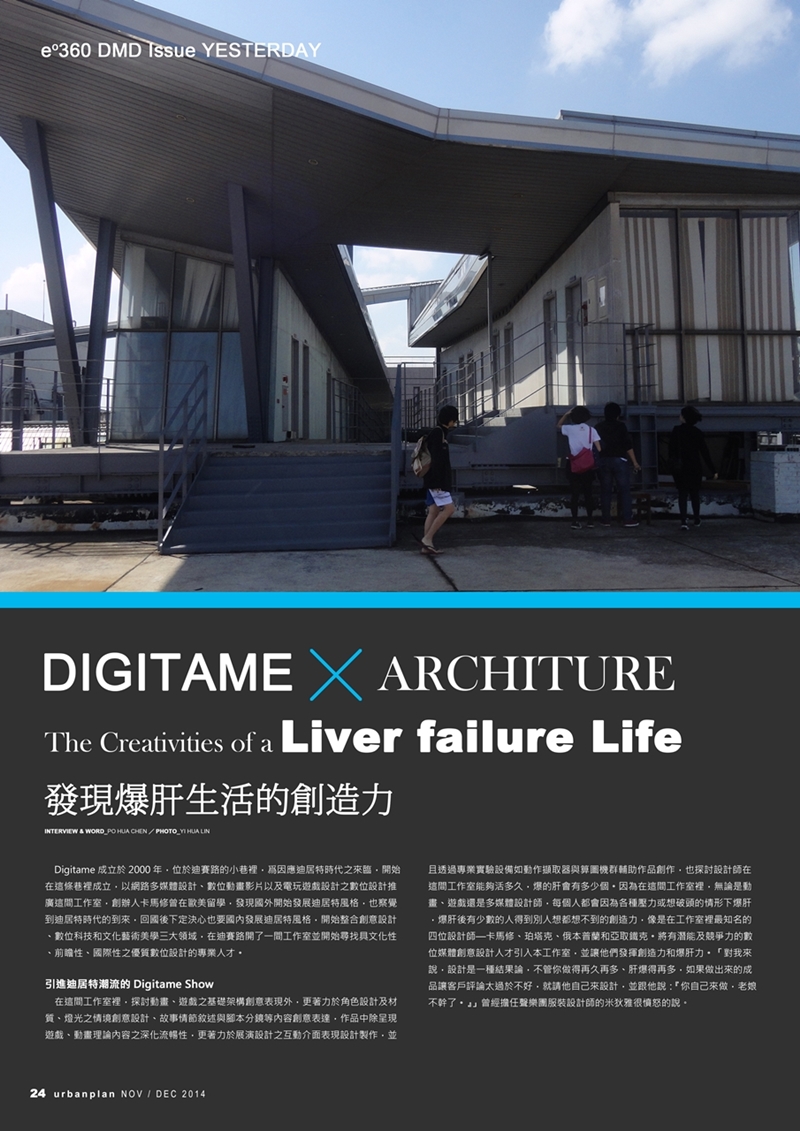 eº360 DMD Issue YESTERDAY
DIGITAME X ARCHITURE
The Creativities of a Liver failure Life
發現爆肝生活的創造力
INTERVIEW & WORD_PO HUA CHEN／PHOTO_YI HUA LIN
Digitame 成立於 2000 年，位於迪賽路的小巷裡，爲因應迪居特時代之來臨，開始
在這條巷裡成立，以網路多媒體設計、數位動畫影片以及電玩遊戲設計之數位設計推
廣這間工作室，創辦人卡馬修曾在歐美留學，發現國外開始發展迪居特風格，也察覺
到迪居特時代的到來，回國後下定決心也要國內發展迪居特風格，開始整合創意設計
、數位科技和文化藝術美學三大領域，在迪賽路開了一間工作室並開始尋找具文化性
、前瞻性、國際性之優質數位設計的專業人才。
引進迪居特潮流的 Digitame Show
在這間工作室裡，探討動畫、遊戲之基礎架構創意表現外，更著力於角色設計及材
質、燈光之情境創意設計、故事情節敘述與腳本分鏡等內容創意表達，作品中除呈現
遊戲、動畫理論內容之深化流暢性，更著力於展演設計之互動介面表現設計製作，並
且透過專業實驗設備如動作擷取器與算圖機群輔助作品創作，也探討設計師在
這間工作室能夠活多久，爆的肝會有多少個。因為在這間工作室裡，無論是動
畫、遊戲還是多媒體設計師，每個人都會因為各種壓力或想破頭的情形下爆肝
，爆肝後有少數的人得到別人想都想不到的創造力，像是在工作室裡最知名的
四位設計師—卡馬修、珀塔克、俄本普蘭和亞取鐵克。將有潛能及競爭力的數
位媒體創意設計人才引入本工作室，並讓他們發揮創造力和爆肝力。「對我來
說，設計是一種結果論，不管你做得再久再多、肝爆得再多，如果做出來的成
品讓客戶評論太過於不好，就請他自己來設計，並跟他說：『你自己來做，老娘
不幹了。』」曾經擔任聲樂團服裝設計師的米狄雅很憤怒的說。
24 urbanplan NOV / DEC 2014